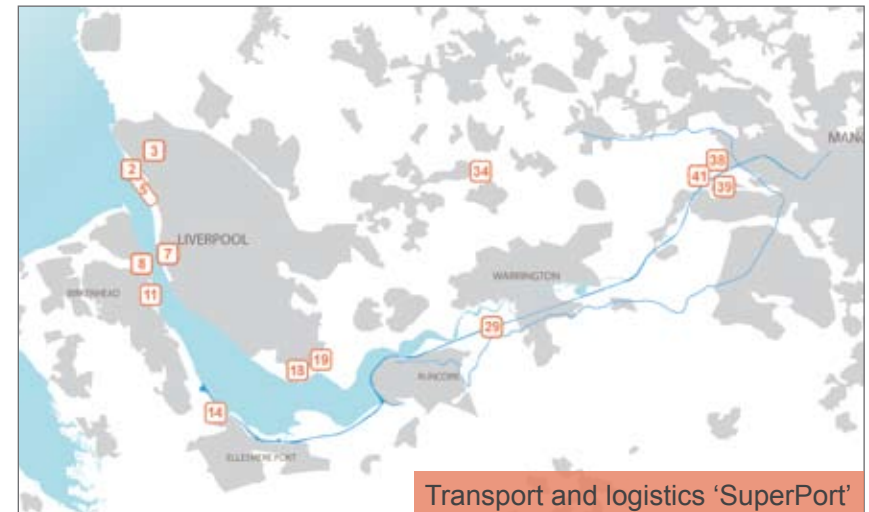 3
2
5
34
38
41
39
MAN
LIVERPOOL
7
8
WARRINGTON
BIRKENHEAD
11
29
19
18
RUNCORN
14
ELLESMERE PORT
Transport and logistics ‘SuperPort’